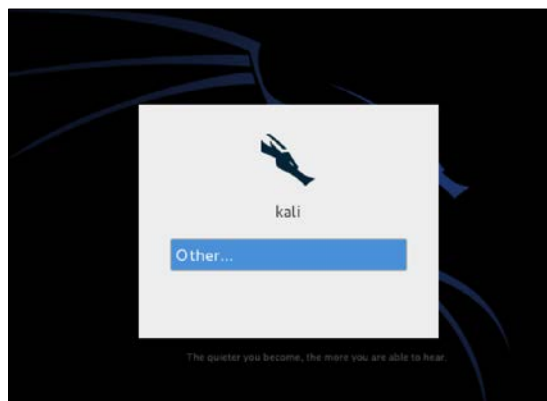 kali
Other...
The quieter you become, the more you are able to hear.